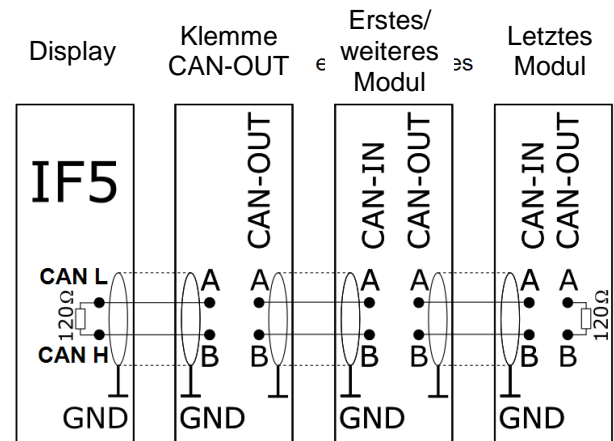 Display
Klemme
CAN-OUT
Erstes/
weiteres
Modul
es
Letztes
Modul
IF5
CAN-OUT
CAN-IN
CAN-OUT
CAN-IN
CAN-OUT
CAN L
A
A
A
A
A
A
120Ω
120Ω
CAN H
B
B
B
B
B
B
GND
GND
GND
GND